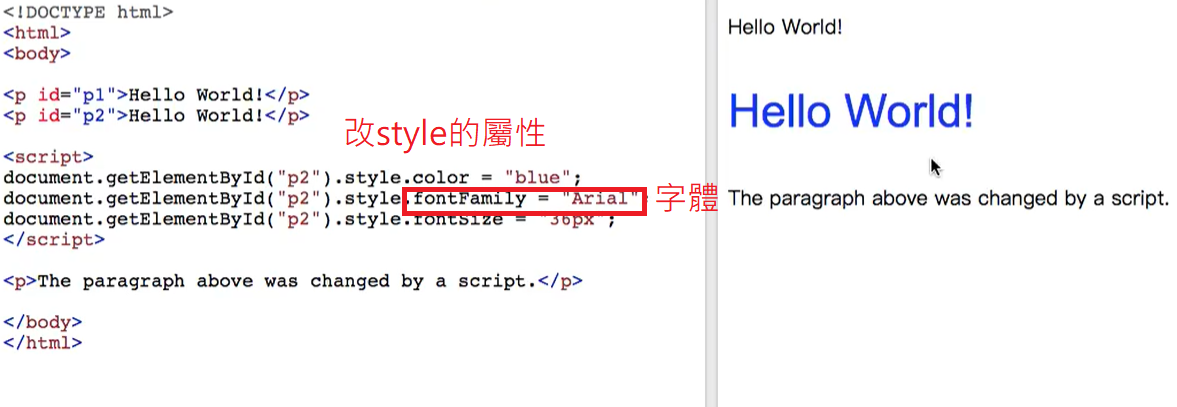 <!DOCTYPE html>
<html>
<body>
<p id="p1">Hello World!</p>
<p id="p2">Hello World!</p>
改style的屬性
<script>
document.getElementById("p2").style.color = "blue";
document.getElementById("p2").style.fontFamily = "Arial"
字體
document.getElementById("p2").style.fontSize = "36px";
</script>
<p>The paragraph above was changed by a script.</p>
</body>
</html>
Hello World!
Hello World!
The paragraph above was changed by a script.